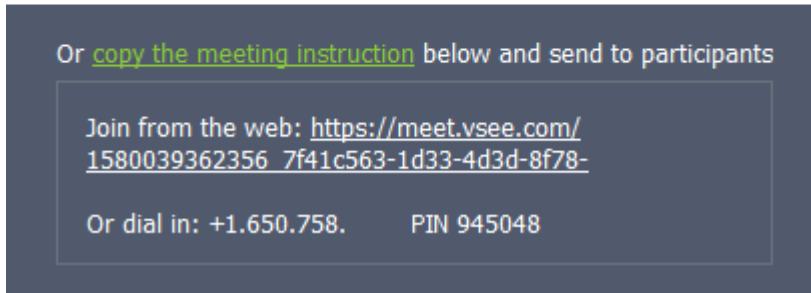 Or copy the meeting instruction below and send to participants
Join from the web: https://meet.vsee.com/
1580039362356_7f41c563-1d33-4d3d-8f78-
Or dial in: +1.650.758. PIN 945048